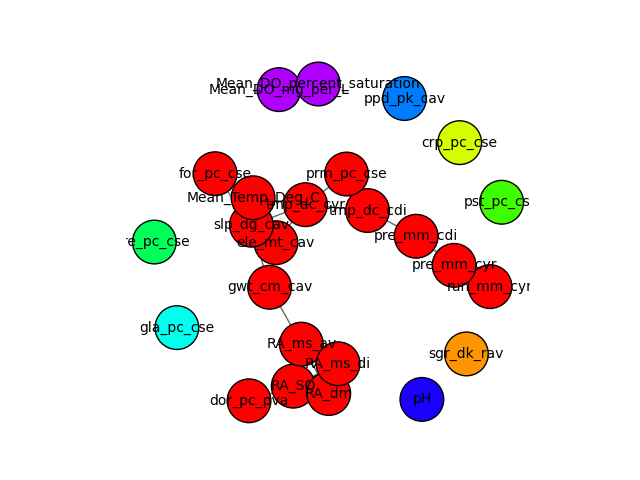 Mean_DO_percent_saturation
Mean_DO_mg_per_L
ppd_pk_cav
crp_pc_cse
for_pc_cse
prm_pc_cse
Mean_Temp_Deg_C
pst_pc_cs
tmp_dc_cyr
tmp_dc_cdi
slp_dg_cav
pre_mm_cdi
re_pc_cse
ele_mt_cav
pre_mm_cyr
gwt_cm_cav
run_mm_cyr
gla_pc_cse
RA_ms_av
sgr_dk_rav
RA_ms_di
RA_SO
RA_dm
dor_pc_pva
pH